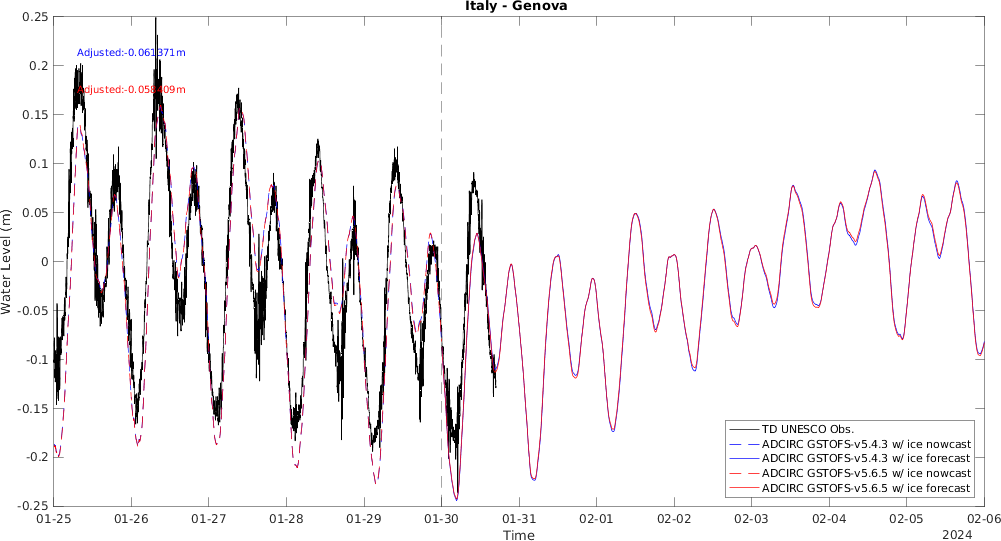 Italy - Genova
Water Level (m)
0.25
0.2
0.15
0.1
0.05
0
-0.05
-0.1
-0.15
-0.2
-0.25
Adjusted:-0.061371m
Adjusted:-0.058409m
TD UNESCO Obs.
ADCIRC GSTOFS-v5.4.3 w/ ice nowcast
ADCIRC GSTOFS-v5.4.3 w/ ice forecast
ADCIRC GSTOFS-v5.6.5 w/ ice nowcast
ADCIRC GSTOFS-v5.6.5 w/ ice forecast
01-25 01-26 01-27 01-28 01-29 01-30 01-31 02-01 02-02 02-03 02-04 02-05 02-06
Time
2024